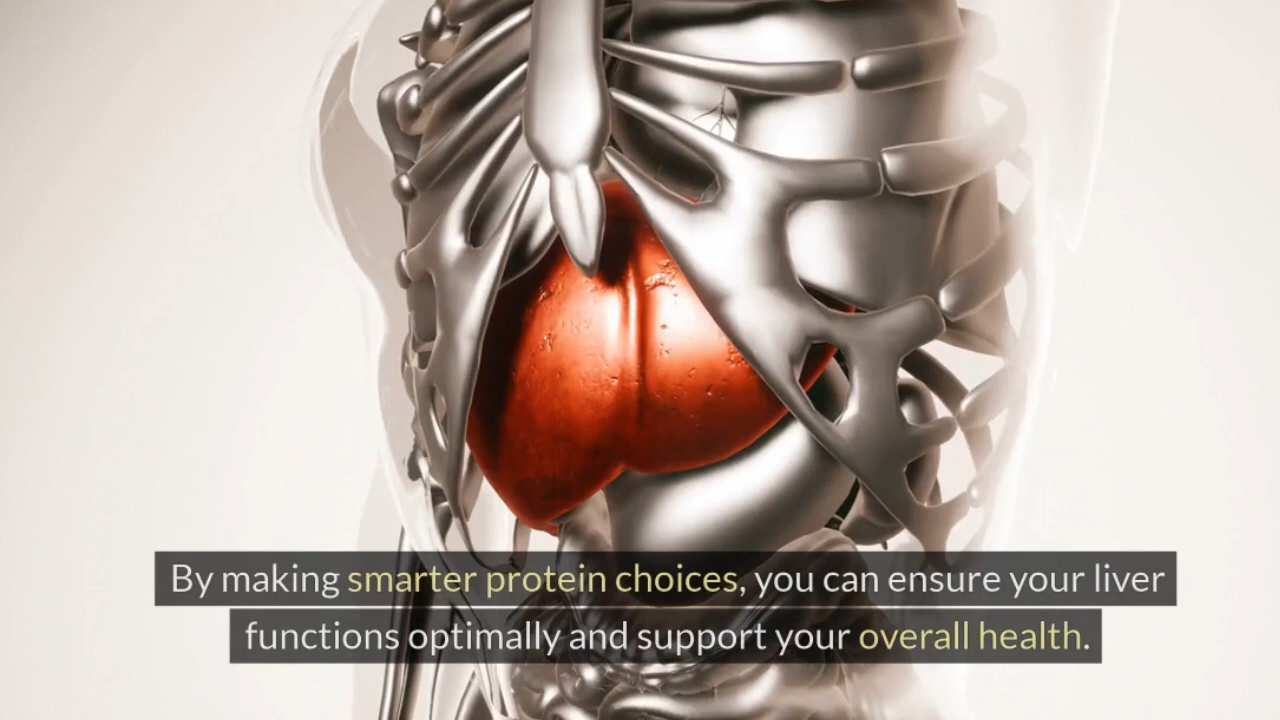 By making smarter protein choices, you can ensure your liver
functions optimally and support your overall health.